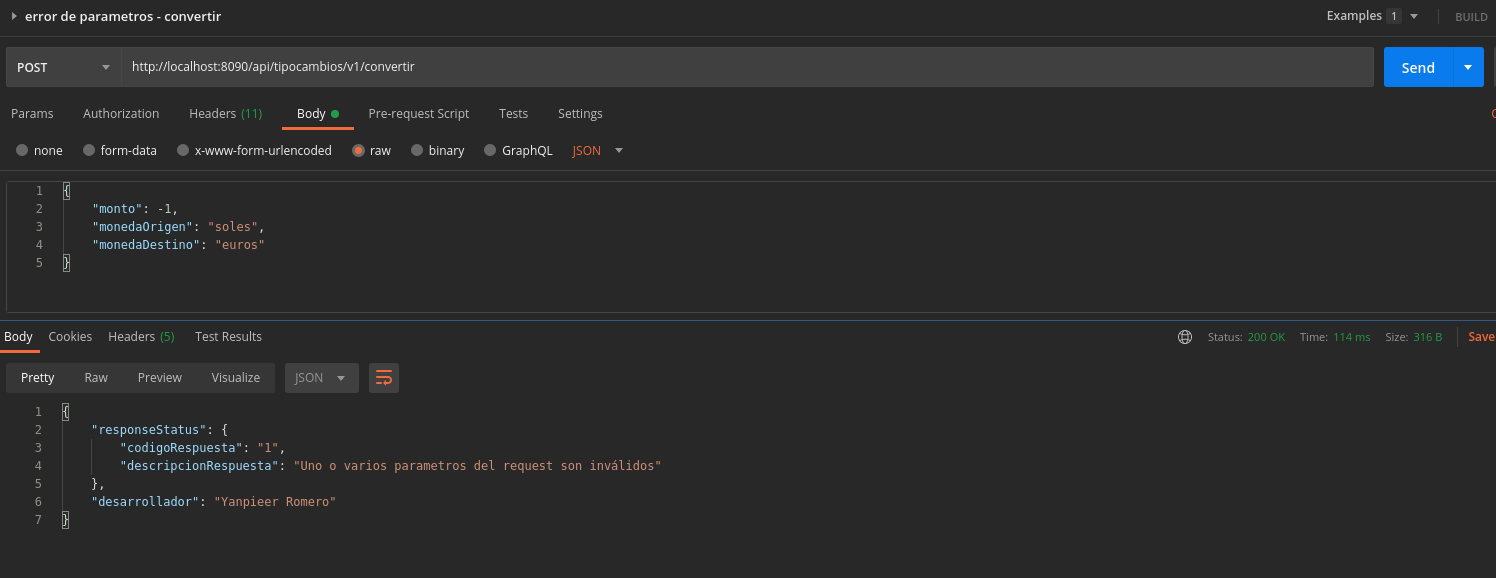 error de parametros - convertir
Examples 1
BUILD
POST
http://localhost:8090/api/tipocambios/v1/convertir
Send
Params Authorization Headers (11) Body Pre-request Script Tests Settings
none form-data x-www-form-urlencoded raw binary GraphQL JSON
1 {
2 "monto": -1,
3 "monedaOrigen": "soles",
4 "monedaDestino": "euros"
5 }
Body Cookies Headers (5) Test Results
Status: 200 OK Time: 114 ms Size: 316 B Save
Pretty Raw Preview Visualize JSON
1 {
2 "responseStatus": {
3 "codigoRespuesta": "1",
4 "descripcionRespuesta": "Uno o varios parametros del request son inválidos"
5 },
6 "desarrollador": "Yanpieer Romero"
7 }